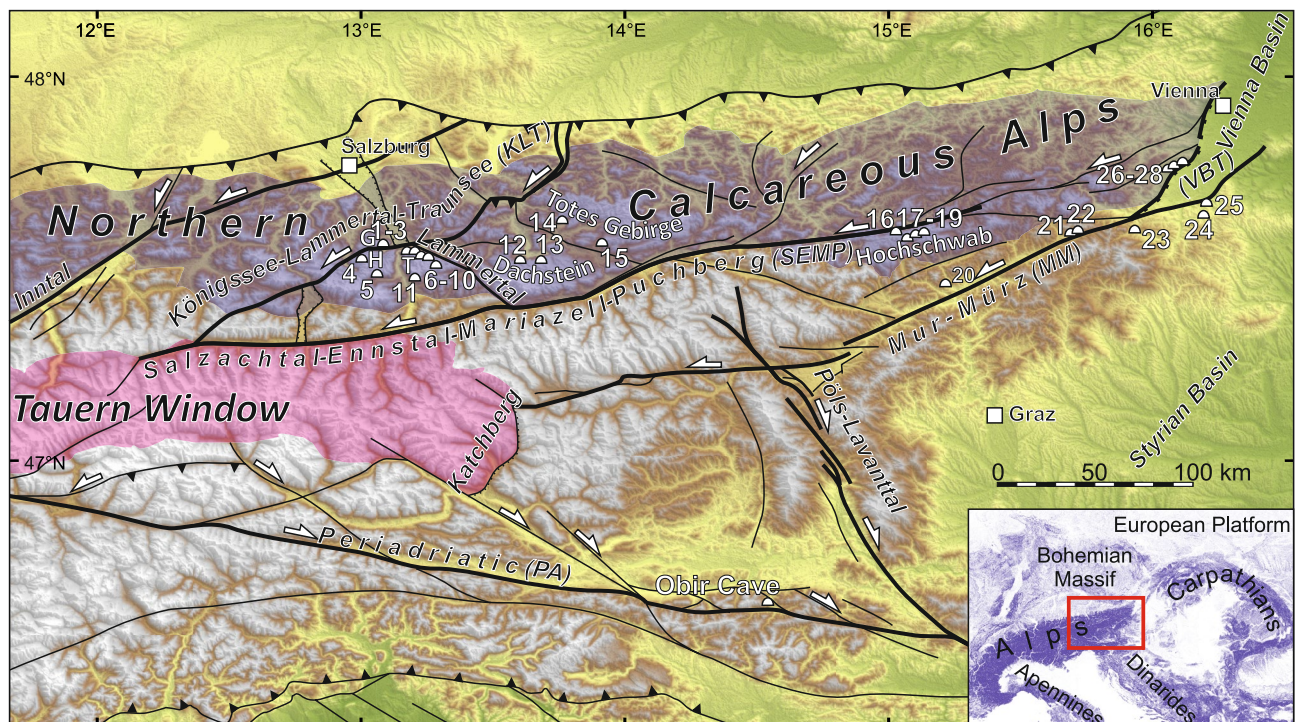 12°E
13°E
14°E
15°E
16°E
48°N
47°N
Vienna
Vienna Basin
(VBT)
Salzburg
Northern Calcareous Alps
Königssee-Lammertal-Traunsee (KLT)
Inntal
G
1-3
H
T
4
5
6-10
11
Lammertal
12
13
14
Totes Gebirge
15
Dachstein
16
17-19
Hochschwab
20
21
22
23
24
25
26-28
Salzachtal-Ennstal-Mariazell-Puchberg (SEMP)
Mur-Mürz (MM)
Tauern Window
Katchberg
Pöls-Lavanttal
Graz
Styrian Basin
0 50 100 km
Periadriatic (PA)
Obir Cave
European Platform
Bohemian
Massif
Carpathians
Alps
Apennines
Dinarides